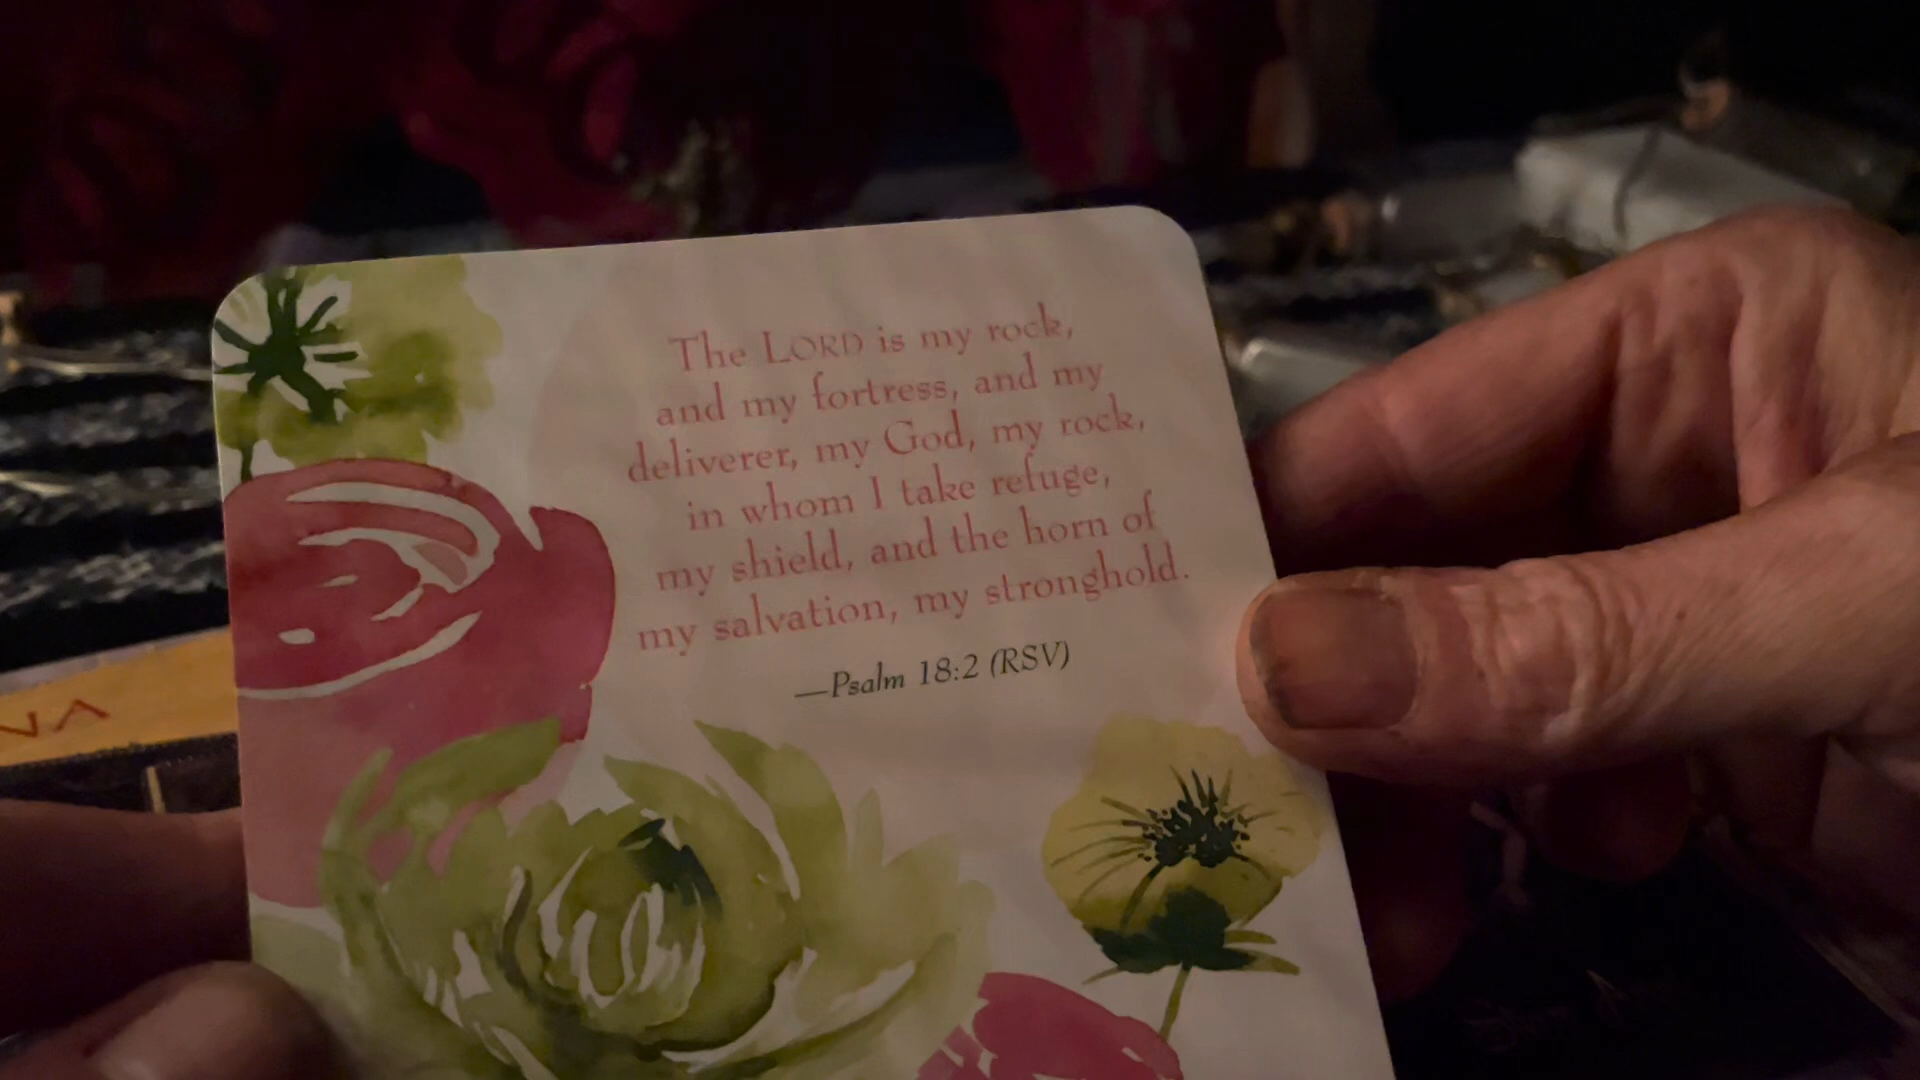 The LORD is my rock,
and my fortress, and my
deliverer, my God, my rock,
in whom I take refuge,
my shield, and the horn of
my salvation, my stronghold.
—Psalm 18:2 (RSV)